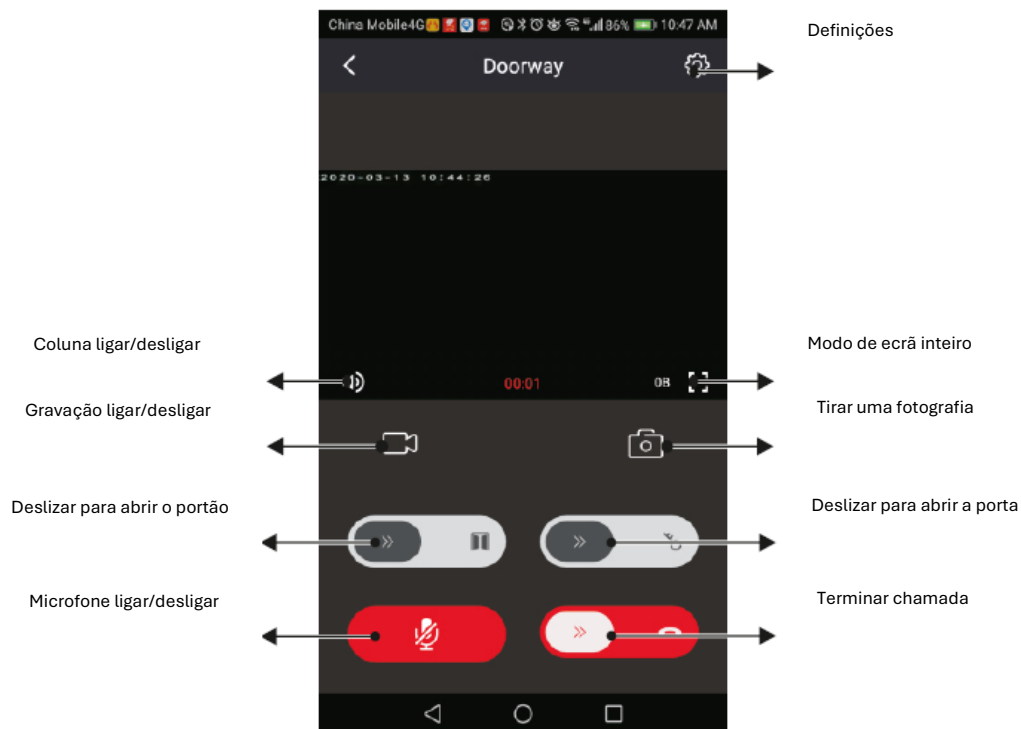 China Mobile4G 86% 10:47 AM
Definições
Doorway
2020-03-13 10:44:26
Coluna ligar/desligar
Modo de ecrã inteiro
00:01 0B
Gravação ligar/desligar
Tirar uma fotografia
Deslizar para abrir o portão
Deslizar para abrir a porta
Microfone ligar/desligar
Terminar chamada